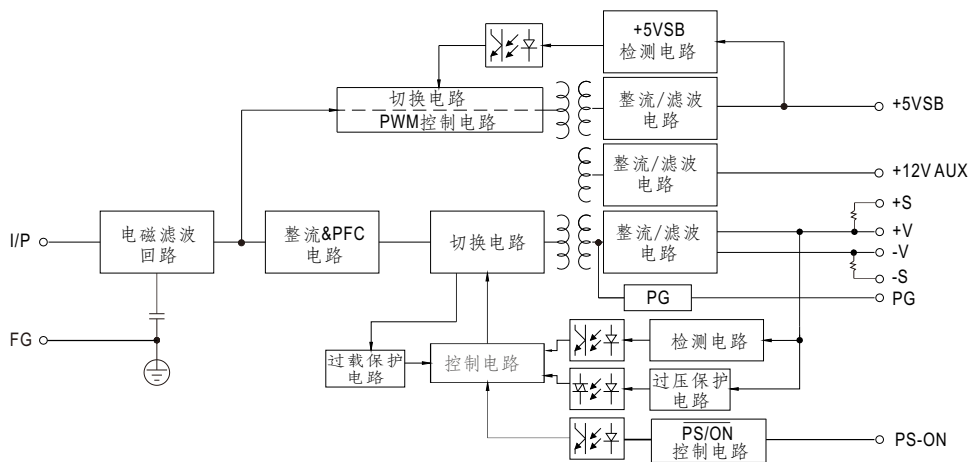 +5VSB
检测电路
切换电路
PWM控制电路
整流/滤波
电路
+5VSB
整流/滤波
电路
+12V AUX
+S
I/P
电磁滤波
回路
整流&PFC
电路
切换电路
整流/滤波
电路
+V
-V
-S
PG
PG
FG
过载保护
电路
控制电路
检测电路
过压保护
电路
PS/ON
控制电路
PS-ON